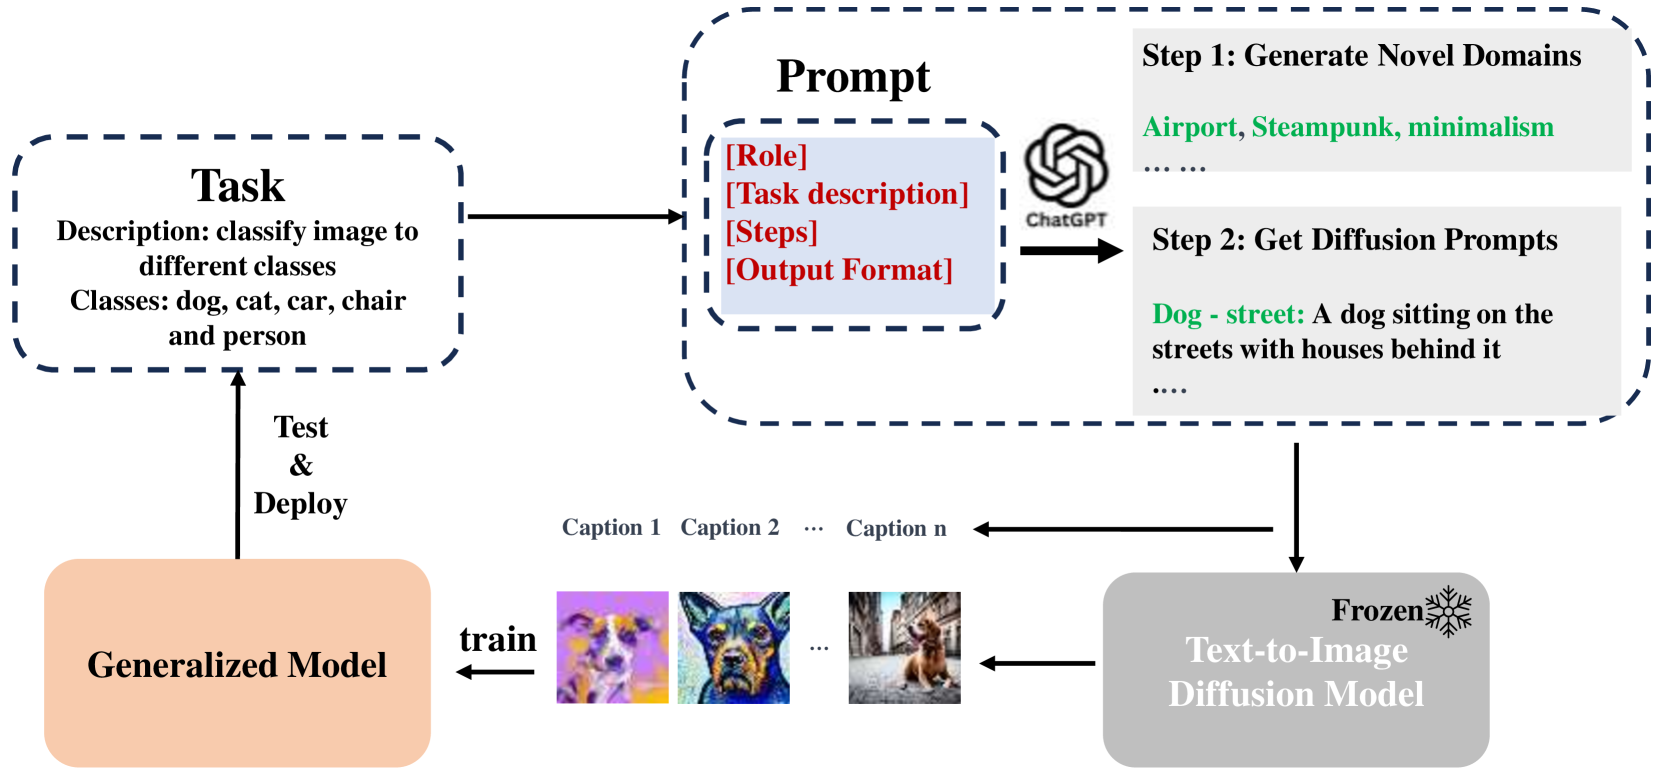 Task
Description: classify image to
different classes
Classes: dog, cat, car, chair
and person
Prompt
[Role]
[Task description]
[Steps]
[Output Format]
ChatGPT
Step 1: Generate Novel Domains
Airport, Steampunk, minimalism
... ...
Step 2: Get Diffusion Prompts
Dog - street: A dog sitting on the
streets with houses behind it
....
Test
&
Deploy
Caption 1 Caption 2 ... Caption n
Frozen
Text-to-Image
Diffusion Model
...
train
Generalized Model